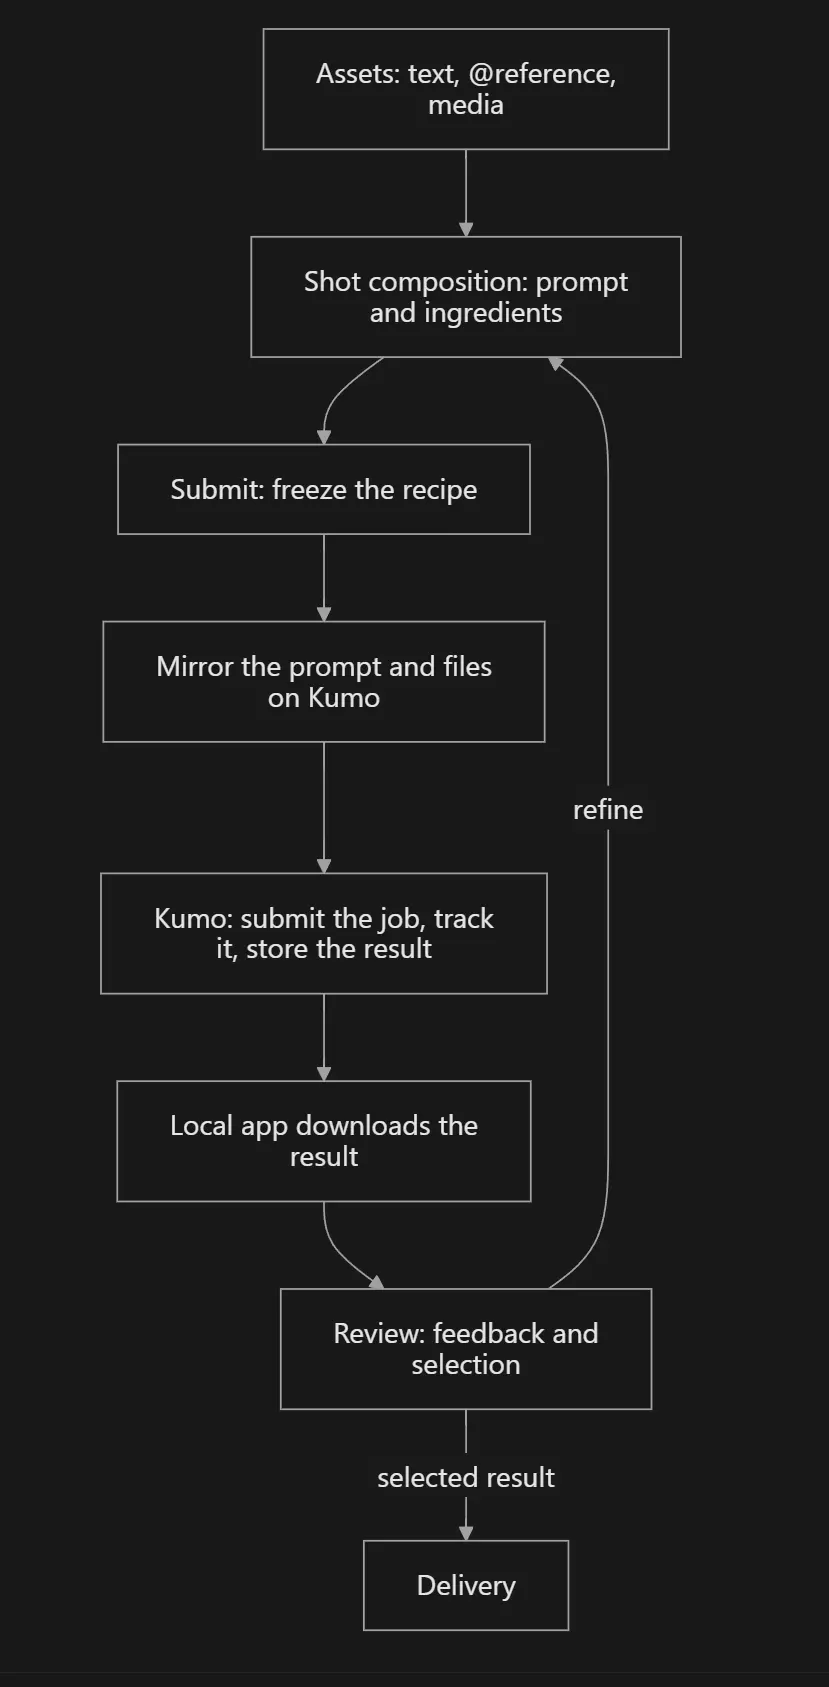 Assets: text, @reference,
media
Shot composition: prompt
and ingredients
Submit: freeze the recipe
Mirror the prompt and files
on Kumo
refine
Kumo: submit the job, track
it, store the result
Local app downloads the
result
Review: feedback and
selection
selected result
Delivery